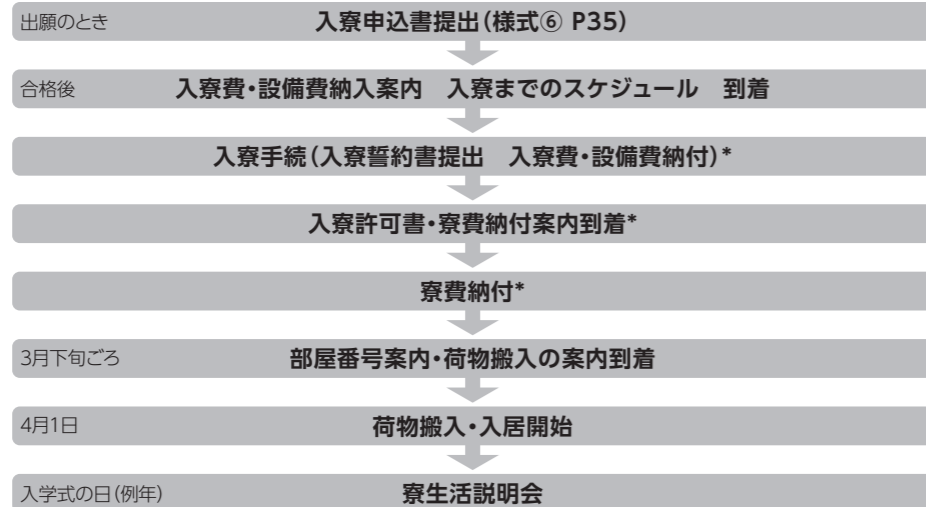 出願のとき 入寮申込書提出(様式⑥ P35)
合格後 入寮費・設備費納入案内 入寮までのスケジュール 到着
入寮手続(入寮誓約書提出 入寮費・設備費納付)*
入寮許可書・寮費納付案内到着*
寮費納付*
3月下旬ごろ 部屋番号案内・荷物搬入の案内到着
4月1日 荷物搬入・入居開始
入学式の日(例年) 寮生活説明会